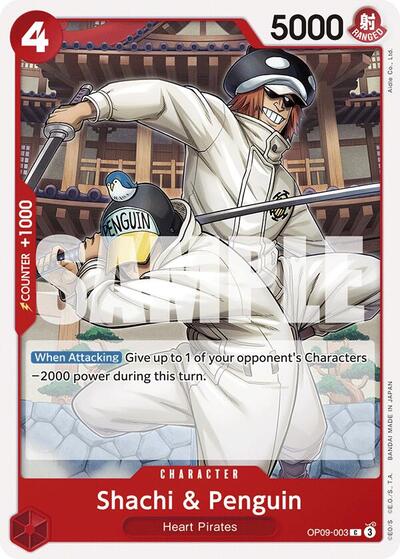 4
5000
射
RANGED
Aidle Co., Ltd.
COUNTER +1000
PENGUIN
SAMPLE
When Attacking Give up to 1 of your opponent's Characters
−2000 power during this turn.
CHARACTER
Shachi & Penguin
Heart Pirates
OP09-003 C 3
©E.O/S ©E.O./S., T.A. BANDAI MADE IN JAPAN